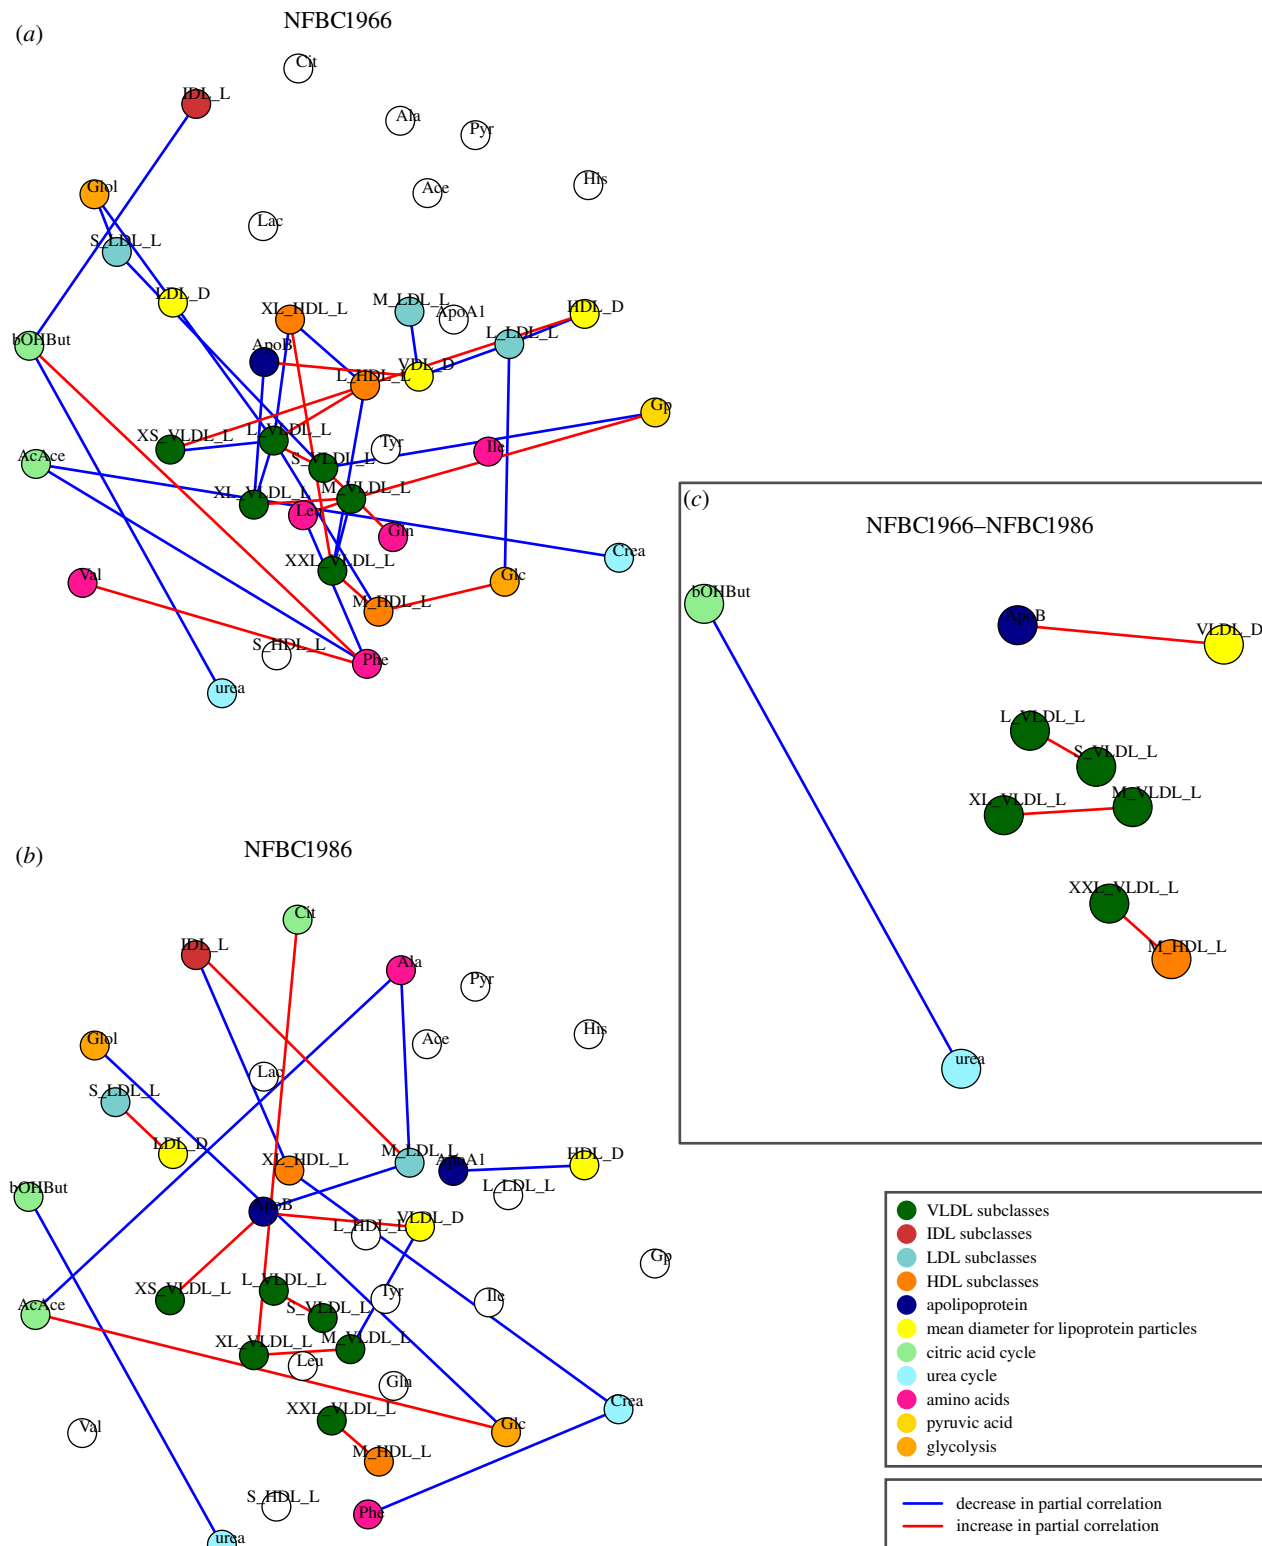 (a)
NFBC1966
Cit
IDL_L
Ala
Pyr
His
Glol
Ace
Lac
S_LDL_L
LDL_D
XL_HDL_L
M_LDL_L
ApoA1
HDL_D
bOHBut
ApoB
L_LDL_L
L_HDL_L
VDL_D
Gp
XS_VLDL_L
L_VLDL_L
Tyr
Ile
AcAce
S_VLDL_L
XL_VLDL_L
M_VLDL_L
Leu
Gln
Crea
XXL_VLDL_L
Val
Glc
M_HDL_L
S_HDL_L
Phe
urea
(b)
NFBC1986
Cit
IDL_L
Ala
Pyr
His
Glol
Ace
Lac
S_LDL_L
LDL_D
XL_HDL_L
M_LDL_L
ApoA1
HDL_D
bOHBut
L_LDL_L
ApoB
L_HDL_L
VLDL_D
Gp
XS_VLDL_L
L_VLDL_L
Tyr
Ile
AcAce
S_VLDL_L
XL_VLDL_L
M_VLDL_L
Leu
Gln
Crea
XXL_VLDL_L
Val
Glc
M_HDL_L
S_HDL_L
Phe
urea
(c)
NFBC1966–NFBC1986
bOHBut
ApoB
VLDL_D
L_VLDL_L
S_VLDL_L
XL_VLDL_L
M_VLDL_L
XXL_VLDL_L
M_HDL_L
urea
VLDL subclasses
IDL subclasses
LDL subclasses
HDL subclasses
apolipoprotein
mean diameter for lipoprotein particles
citric acid cycle
urea cycle
amino acids
pyruvic acid
glycolysis
decrease in partial correlation
increase in partial correlation